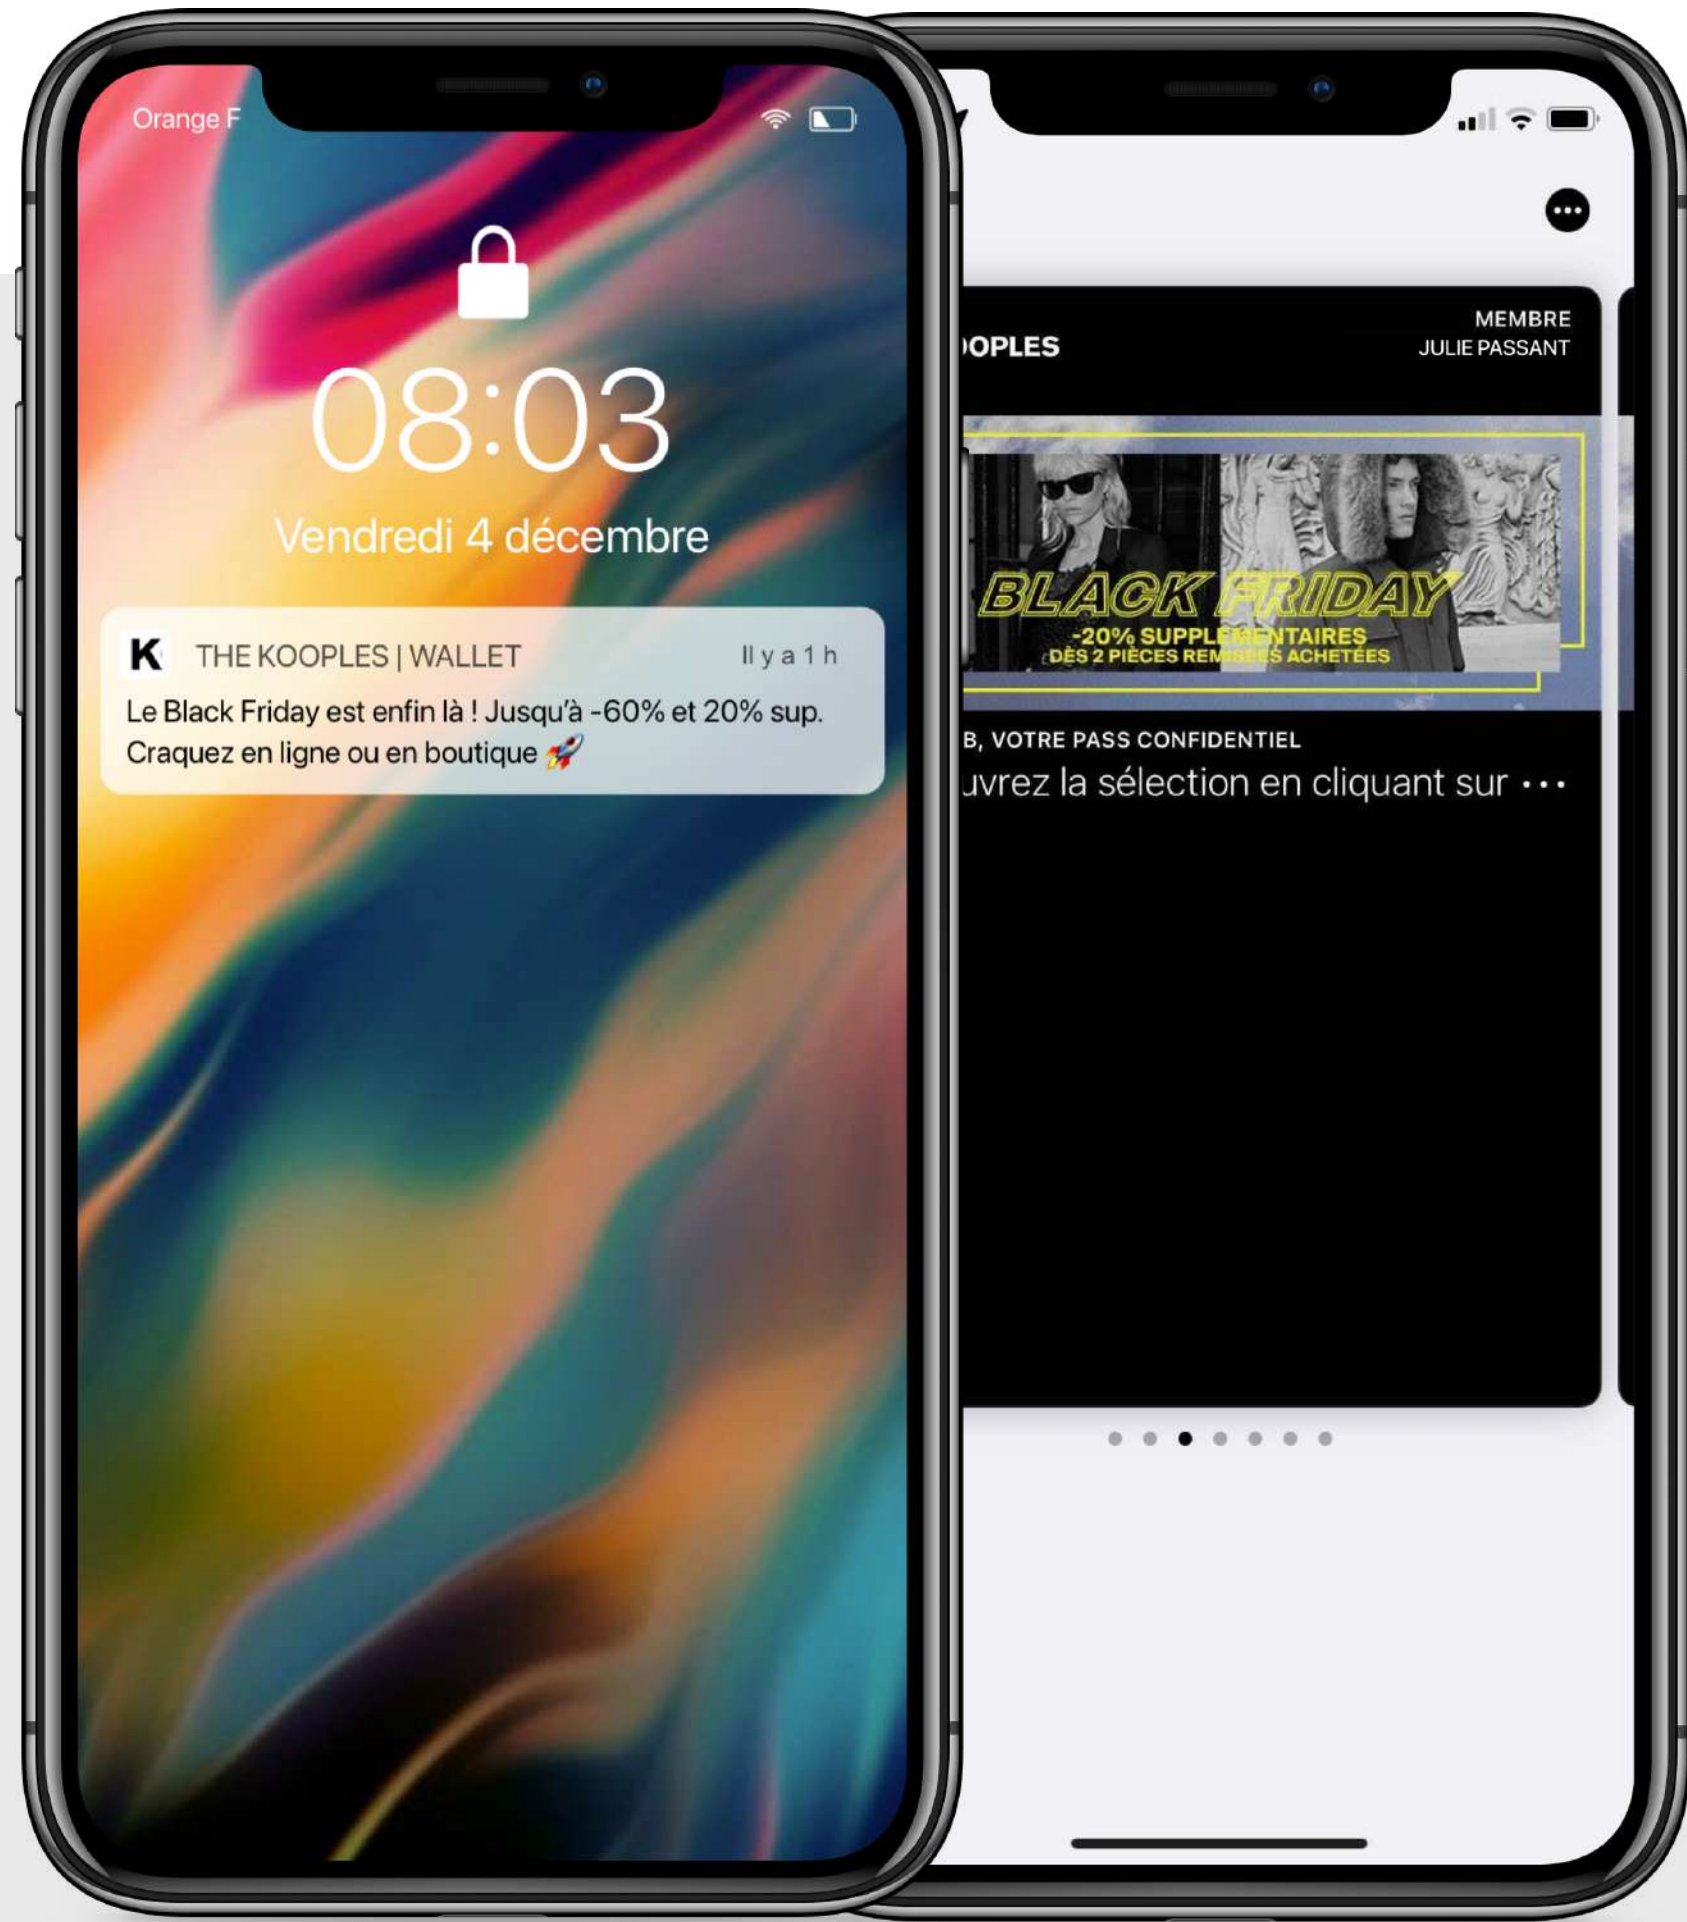 Orange F
08:03
Vendredi 4 décembre
K THE KOOPLES | WALLET Il y a 1 h
Le Black Friday est enfin là ! Jusqu'à -60% et 20% sup.
Craquez en ligne ou en boutique 🚀
OOPLES
MEMBRE
JULIE PASSANT
BLACK FRIDAY
-20% SUPPLÉMENTAIRES
DÈS 2 PIÈCES REMISÉES ACHETÉES
B, VOTRE PASS CONFIDENTIEL
uvrez la sélection en cliquant sur •••